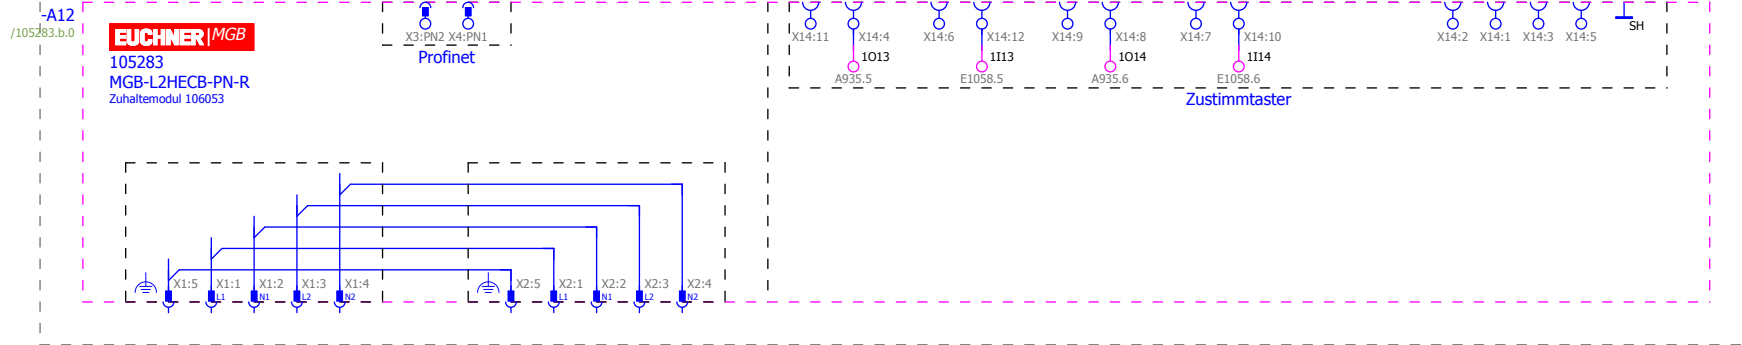 -A12
/105283.b.0
EUCHNER|MGB
105283
MGB-L2HECB-PN-R
Zuhaltemodul 106053
X3:PN2 X4:PN1
Profinet
X14:11 X14:4 X14:6 X14:12 X14:9 X14:8 X14:7 X14:10 X14:2 X14:1 X14:3 X14:5 SH
1O13 1I13 1O14 1I14
A935.5 E1058.5 A935.6 E1058.6
Zustimmtaster
X1:5 X1:1 X1:2 X1:3 X1:4 X2:5 X2:1 X2:2 X2:3 X2:4
L1 N1 L2 N2 L1 N1 L2 N2